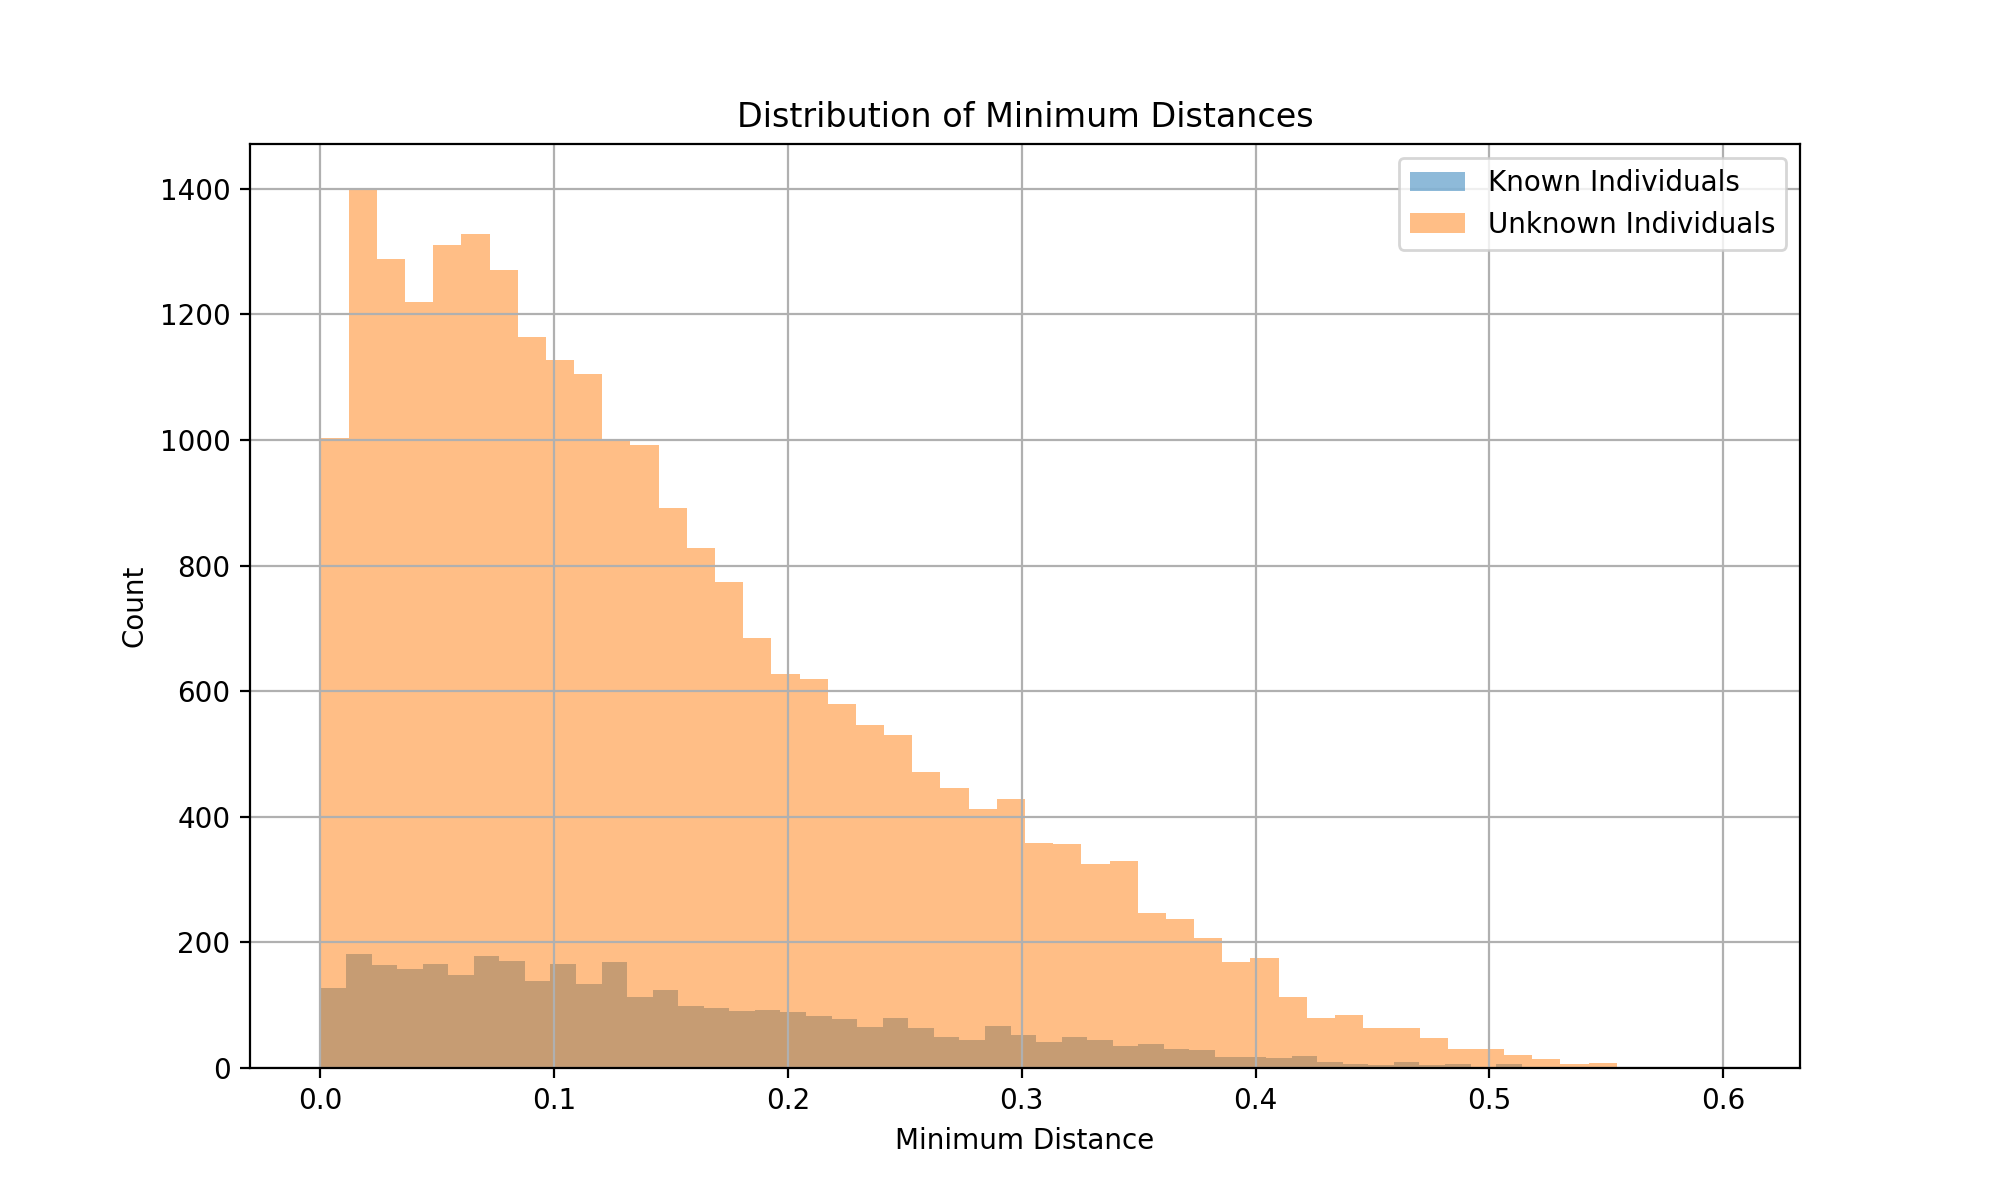 Distribution of Minimum Distances
Known Individuals
Unknown Individuals
1400
1200
1000
800
600
400
200
0
Count
0.0 0.1 0.2 0.3 0.4 0.5 0.6
Minimum Distance